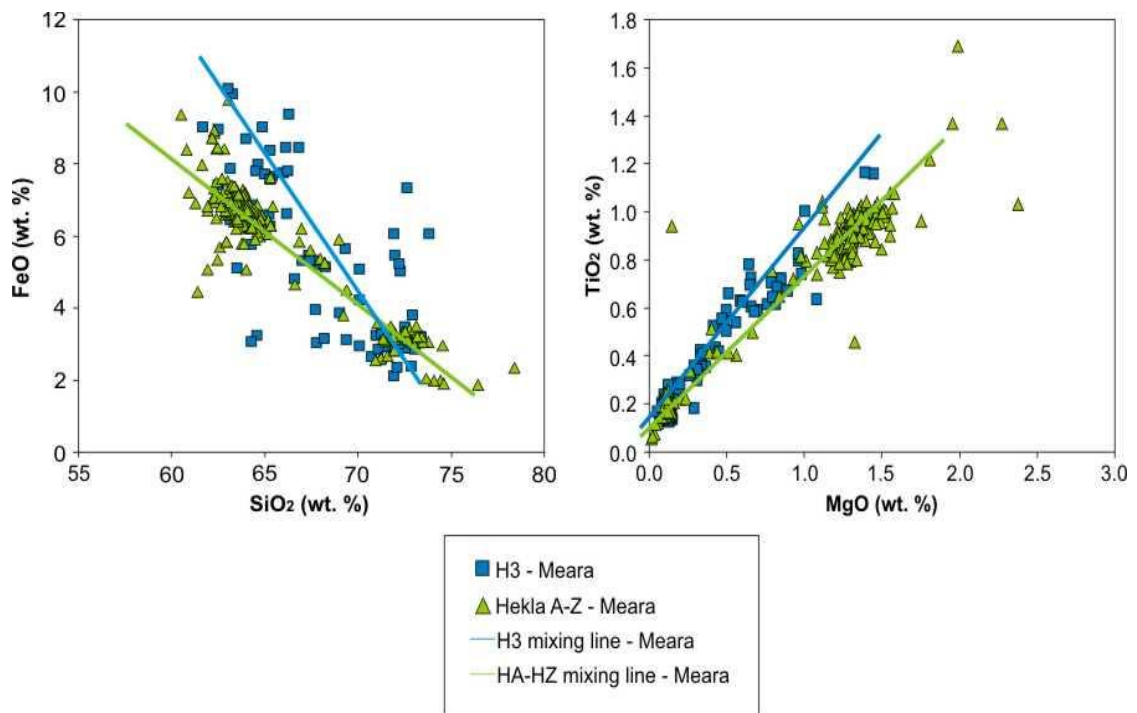 12
10
8
6
4
2
0
FeO (wt. %)
55 60 65 70 75 80
SiO2 (wt. %)
1.8
1.6
1.4
1.2
1.0
0.8
0.6
0.4
0.2
0.0
TiO2 (wt. %)
0.0 0.5 1.0 1.5 2.0 2.5 3.0
MgO (wt. %)
H3 - Meara
Hekla A-Z - Meara
H3 mixing line - Meara
HA-HZ mixing line - Meara